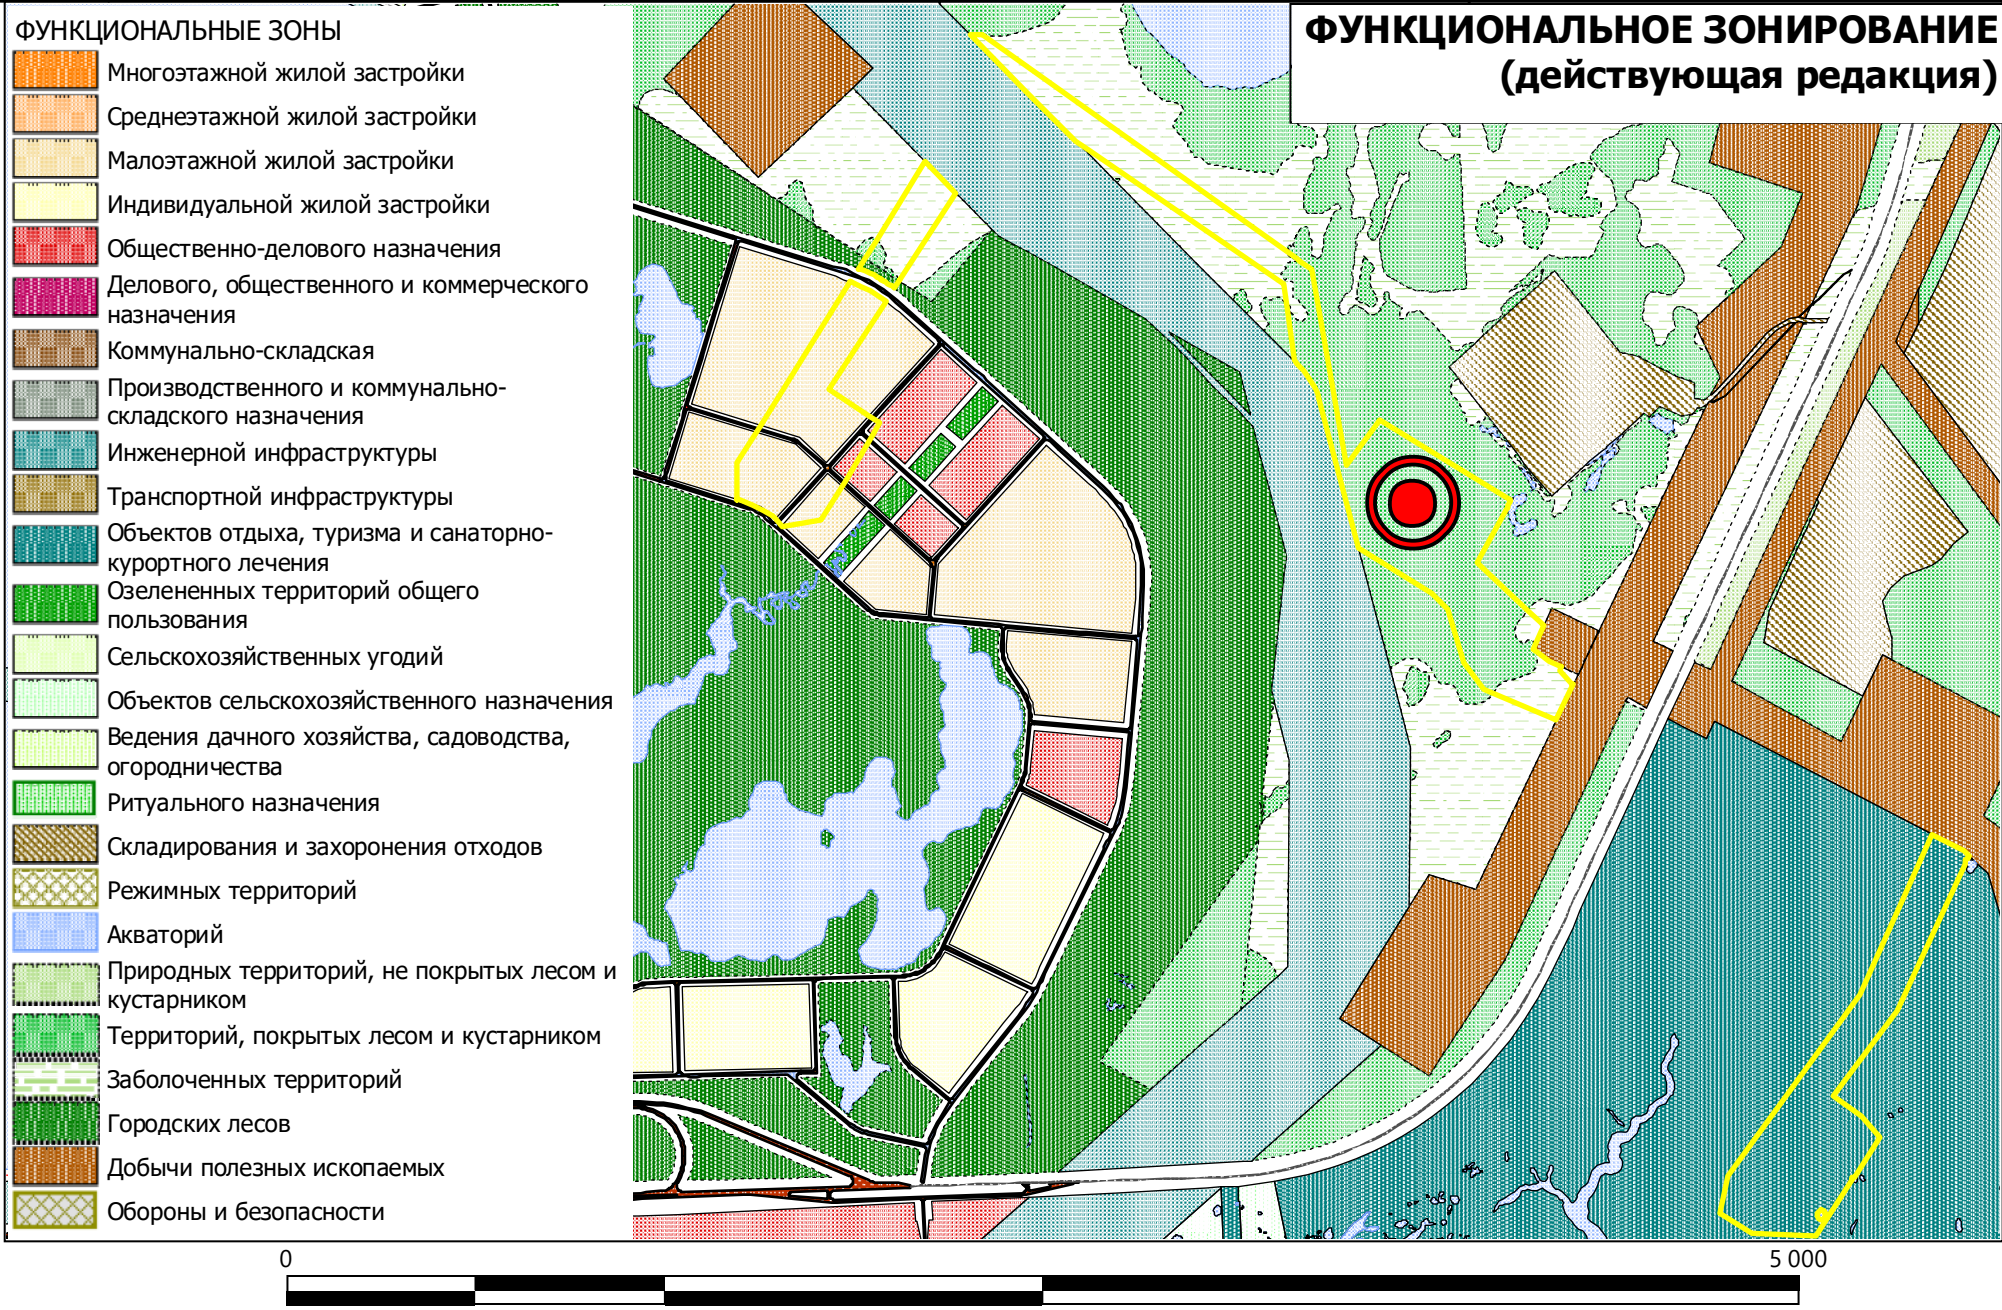 ФУНКЦИОНАЛЬНЫЕ ЗОНЫ
Многоэтажной жилой застройки
Среднеэтажной жилой застройки
Малоэтажной жилой застройки
Индивидуальной жилой застройки
Общественно-делового назначения
Делового, общественного и коммерческого
назначения
Коммунально-складская
Производственного и коммунально-
складского назначения
Инженерной инфраструктуры
Транспортной инфраструктуры
Объектов отдыха, туризма и санаторно-
курортного лечения
Озелененных территорий общего
пользования
Сельскохозяйственных угодий
Объектов сельскохозяйственного назначения
Ведения дачного хозяйства, садоводства,
огородничества
Ритуального назначения
Складирования и захоронения отходов
Режимных территорий
Акваторий
Природных территорий, не покрытых лесом и
кустарником
Территорий, покрытых лесом и кустарником
Заболоченных территорий
Городских лесов
Добычи полезных ископаемых
Обороны и безопасности
ФУНКЦИОНАЛЬНОЕ ЗОНИРОВАНИЕ
(действующая редакция)
0
5 000